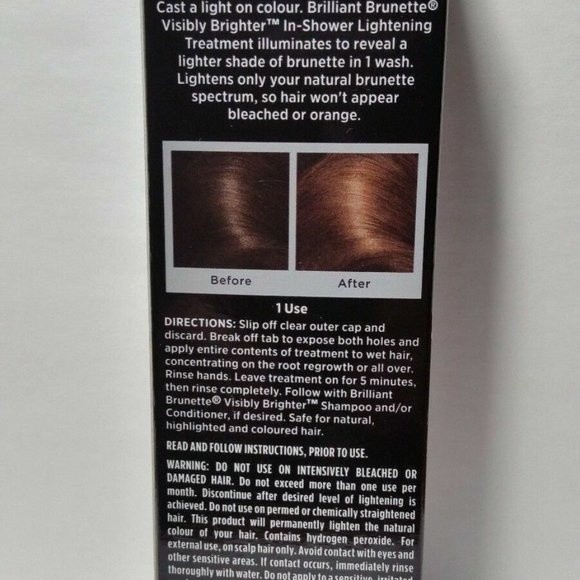 Cast a light on colour. Brilliant Brunette®
Visibly Brighter™ In-Shower Lightening
Treatment illuminates to reveal a
lighter shade of brunette in 1 wash.
Lightens only your natural brunette
spectrum, so hair won't appear
bleached or orange.
Before After
1 Use
DIRECTIONS: Slip off clear outer cap and
discard. Break off tab to expose both holes and
apply entire contents of treatment to wet hair,
concentrating on the root regrowth or all over.
Rinse hands. Leave treatment on for 5 minutes,
then rinse completely. Follow with Brilliant
Brunette® Visibly Brighter™ Shampoo and/or
Conditioner, if desired. Safe for natural,
highlighted and coloured hair.
READ AND FOLLOW INSTRUCTIONS, PRIOR TO USE.
WARNING: DO NOT USE ON INTENSIVELY BLEACHED OR
DAMAGED HAIR. Do not exceed more than one use per
month. Discontinue after desired level of lightening is
achieved. Do not use on permed or chemically straightened
hair. This product will permanently lighten the natural
colour of your hair. Contains hydrogen peroxide. For
external use, on scalp hair only. Avoid contact with eyes and
other sensitive areas. If contact occurs, immediately rinse
thoroughly with water. Do not apply to a sensitive, irritated